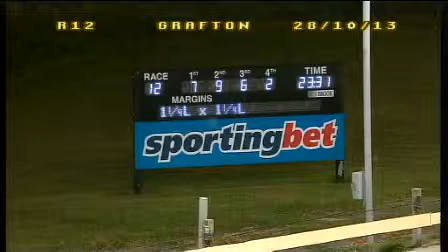 R12 GRAFTON 28/10/13
RACE 1ST 2ND 3RD 4TH TIME
12 7 9 6 2 23.31
MARGINS
1¼L x 1¼L
sportingbet